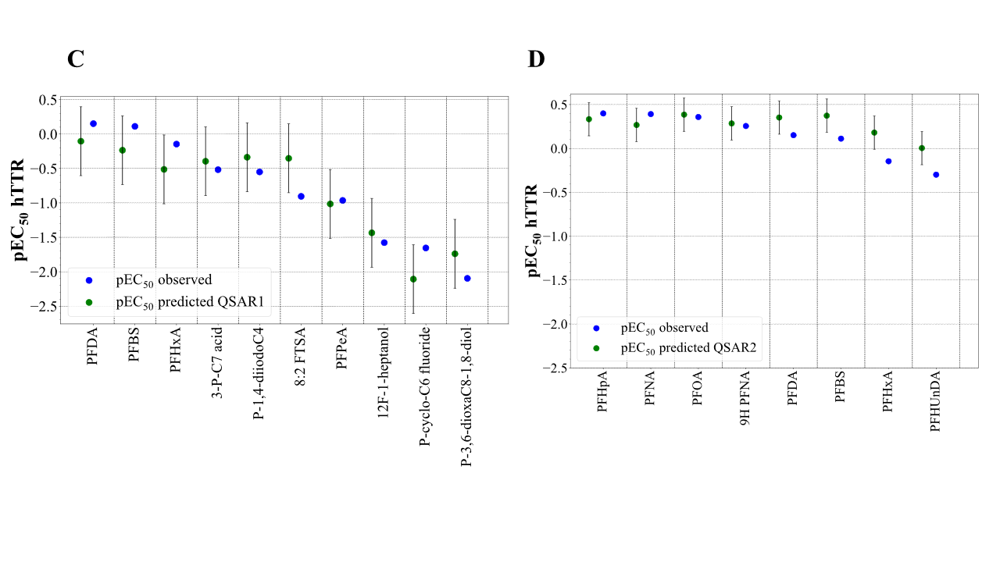 C
pEC50 hTTR
0.5
0.0
−0.5
−1.0
−1.5
−2.0
−2.5
pEC50 observed
pEC50 predicted QSAR1
PFDA
PFBS
PFHxA
3-P-C7 acid
P-1,4-diiodoC4
8:2 FTSA
PFPeA
12F-1-heptanol
P-cyclo-C6 fluoride
P-3,6-dioxaC8-1,8-diol
D
pEC50 hTTR
0.5
0.0
−0.5
−1.0
−1.5
−2.0
−2.5
pEC50 observed
pEC50 predicted QSAR2
PFHpA
PFNA
PFOA
9H PFNA
PFDA
PFBS
PFHxA
PFHUnDA